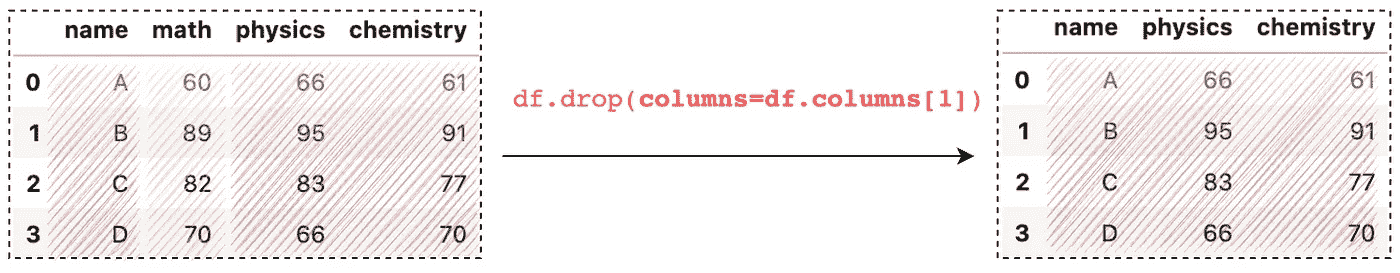 name math physics chemistry
0 A 60 66 61
1 B 89 95 91
2 C 82 83 77
3 D 70 66 70
df.drop(columns=df.columns[1])
name physics chemistry
0 A 66 61
1 B 95 91
2 C 83 77
3 D 66 70